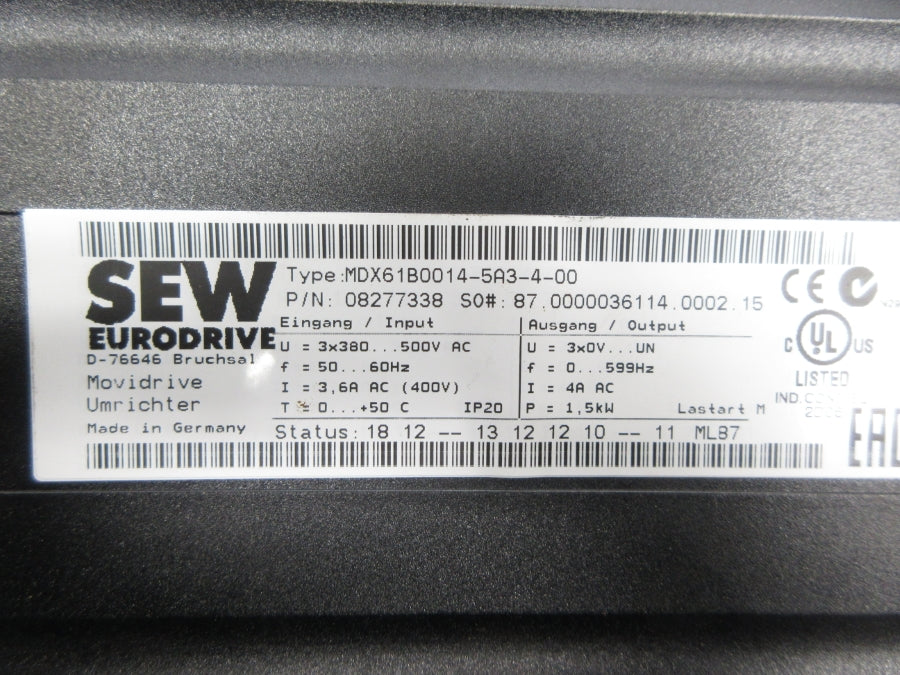 SEW
EURODRIVE
D-76646 Bruchsal
Movidrive
Umrichter
Made in Germany
Type:MDX61B0014-5A3-4-00
P/N: 08277338 SO#: 87.0000036114.0002.15
Eingang / Input
U = 3x380...500V AC
f = 50...60Hz
I = 3,6A AC (400V)
T = 0...+50 C IP20
Ausgang / Output
U = 3x0V...UN
f = 0...599Hz
I = 4A AC
P = 1,5kW Lastart M
Status: 18 12 -- 13 12 12 10 -- 11 ML87
CE
C UL US
LISTED
EAC